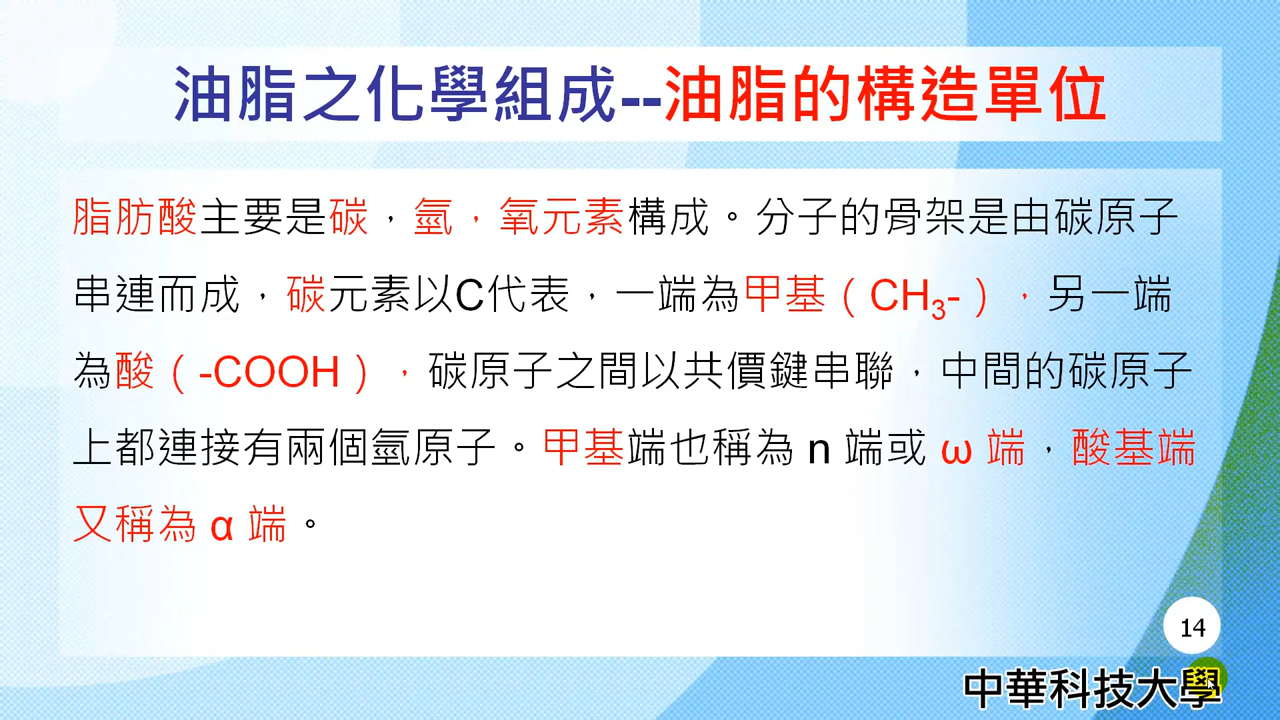 油脂之化學組成--油脂的構造單位
脂肪酸主要是碳，氫，氧元素構成。分子的骨架是由碳原子
串連而成，碳元素以C代表，一端為甲基（CH₃-），另一端
為酸（-COOH），碳原子之間以共價鍵串聯，中間的碳原子
上都連接有兩個氫原子。甲基端也稱為 n 端或 ω 端，酸基端
又稱為 α 端。
14
中華科技大學